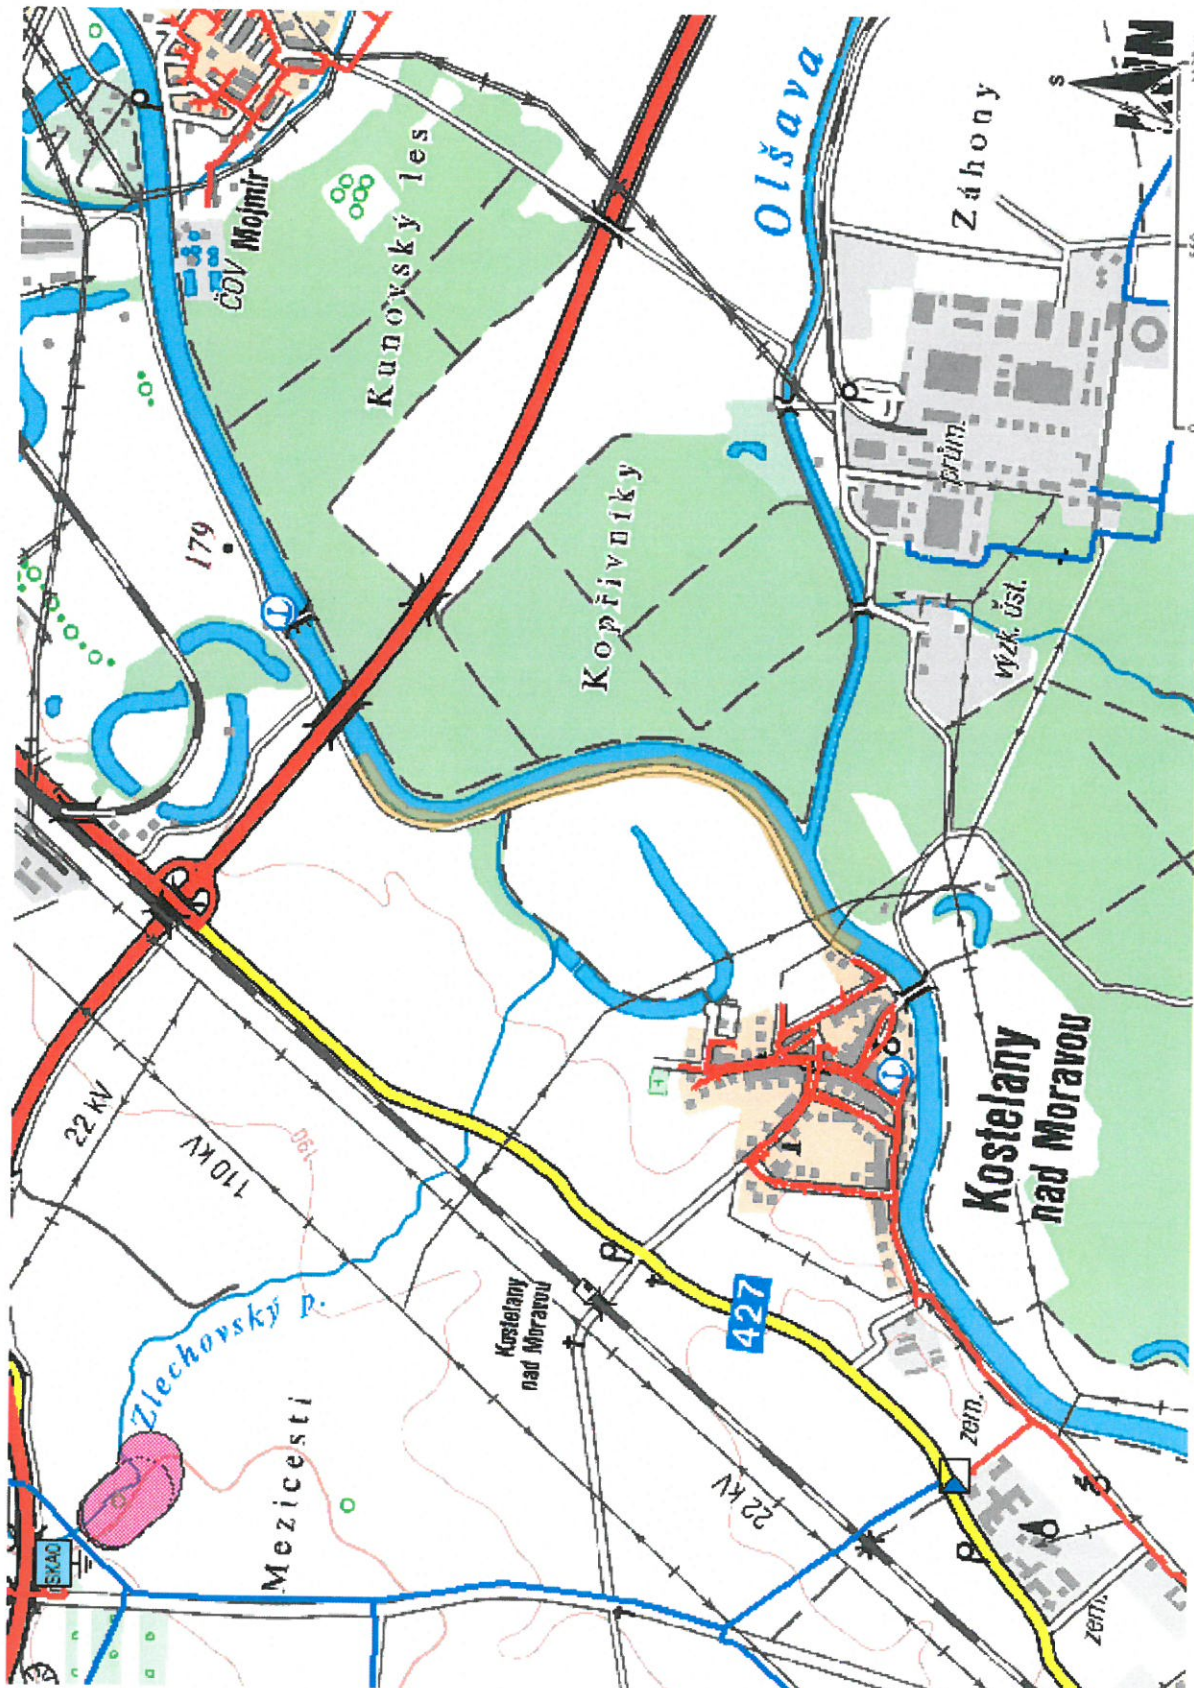 ČOV Mojmír
Kunovský les
Olšava
Záhony
S
179
Kopřivníky
prům.
výzk. úst.
22 kV
110 kV
190
Zlechovský p.
Kostelany
nad Moravou
427
Kostelany
nad Moravou
Mezicestí
SKAO
22 kV
zem.
zem.
0